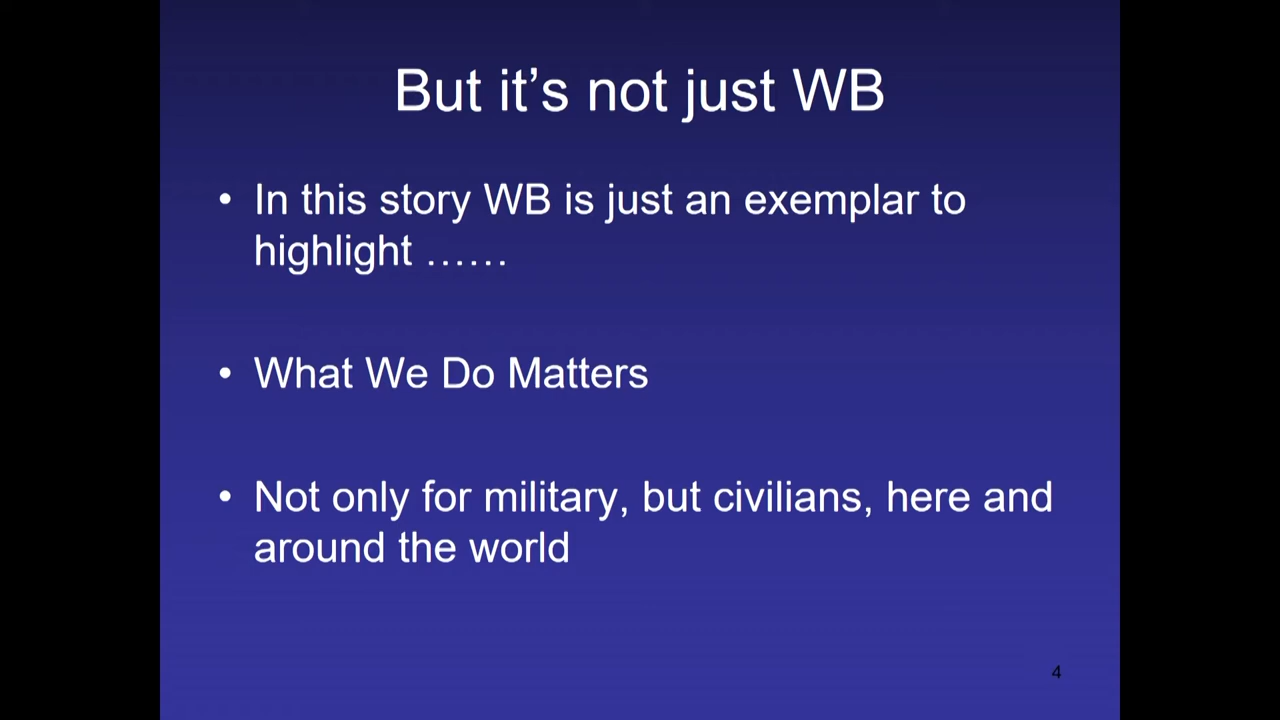 But it’s not just WB
• In this story WB is just an exemplar to
highlight ……
• What We Do Matters
• Not only for military, but civilians, here and
around the world
4